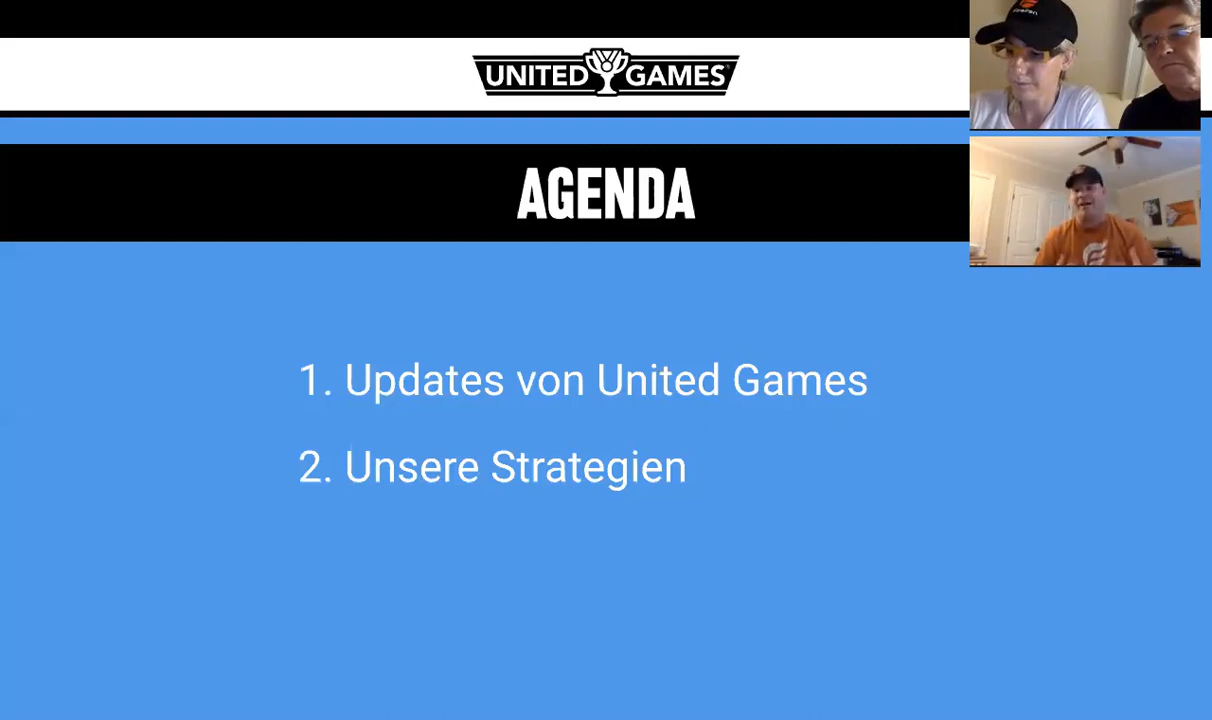 UNITED GAMES
AGENDA
1. Updates von United Games
2. Unsere Strategien